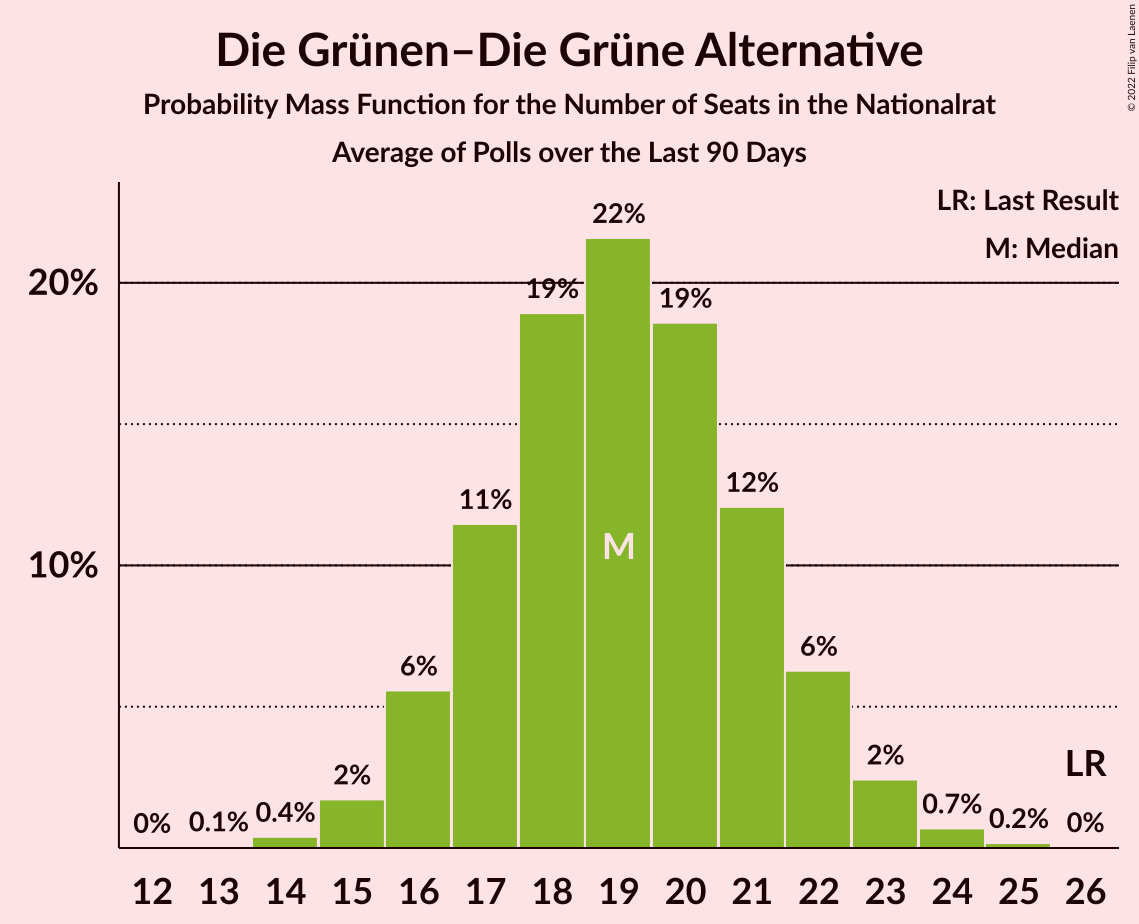 Die Grünen–Die Grüne Alternative
Probability Mass Function for the Number of Seats in the Nationalrat
Average of Polls over the Last 90 Days
© 2022 Filip van Laenen
LR: Last Result
M: Median
22%
20%
19%
19%
12%
11%
M
10%
6%
6%
2%
2%
LR
0%
0.1%
0.4%
0.7%
0.2%
0%
12 13 14 15 16 17 18 19 20 21 22 23 24 25 26